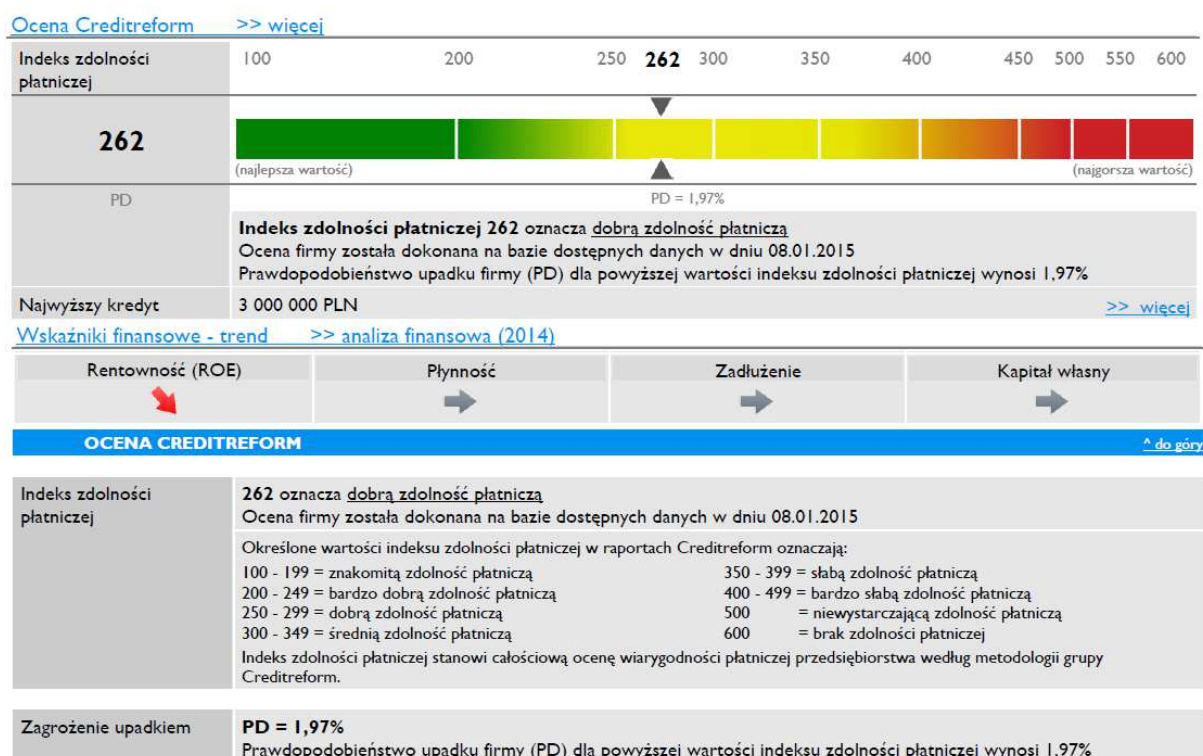 Ocena Creditreform >> więcej
Indeks zdolności płatniczej
100 200 250 262 300 350 400 450 500 550 600
262
(najlepsza wartość) (najgorsza wartość)
PD
PD = 1,97%
Indeks zdolności płatniczej 262 oznacza dobrą zdolność płatniczą
Ocena firmy została dokonana na bazie dostępnych danych w dniu 08.01.2015
Prawdopodobieństwo upadku firmy (PD) dla powyższej wartości indeksu zdolności płatniczej wynosi 1,97%
Najwyższy kredyt 3 000 000 PLN >> więcej
Wskaźniki finansowe - trend >> analiza finansowa (2014)
Rentowność (ROE) Płynność Zadłużenie Kapitał własny
OCENA CREDITREFORM ^ do góry
Indeks zdolności
płatniczej
262 oznacza dobrą zdolność płatniczą
Ocena firmy została dokonana na bazie dostępnych danych w dniu 08.01.2015
Określone wartości indeksu zdolności płatniczej w raportach Creditreform oznaczają:
100 - 199 = znakomitą zdolność płatniczą 350 - 399 = słabą zdolność płatniczą
200 - 249 = bardzo dobrą zdolność płatniczą 400 - 499 = bardzo słabą zdolność płatniczą
250 - 299 = dobrą zdolność płatniczą 500 = niewystarczającą zdolność płatniczą
300 - 349 = średnią zdolność płatniczą 600 = brak zdolności płatniczej
Indeks zdolności płatniczej stanowi całościową ocenę wiarygodności płatniczej przedsiębiorstwa według metodologii grupy
Creditreform.
Zagrożenie upadkiem PD = 1,97%
Prawdopodobieństwo upadku firmy (PD) dla powyższej wartości indeksu zdolności płatniczej wynosi 1,97%